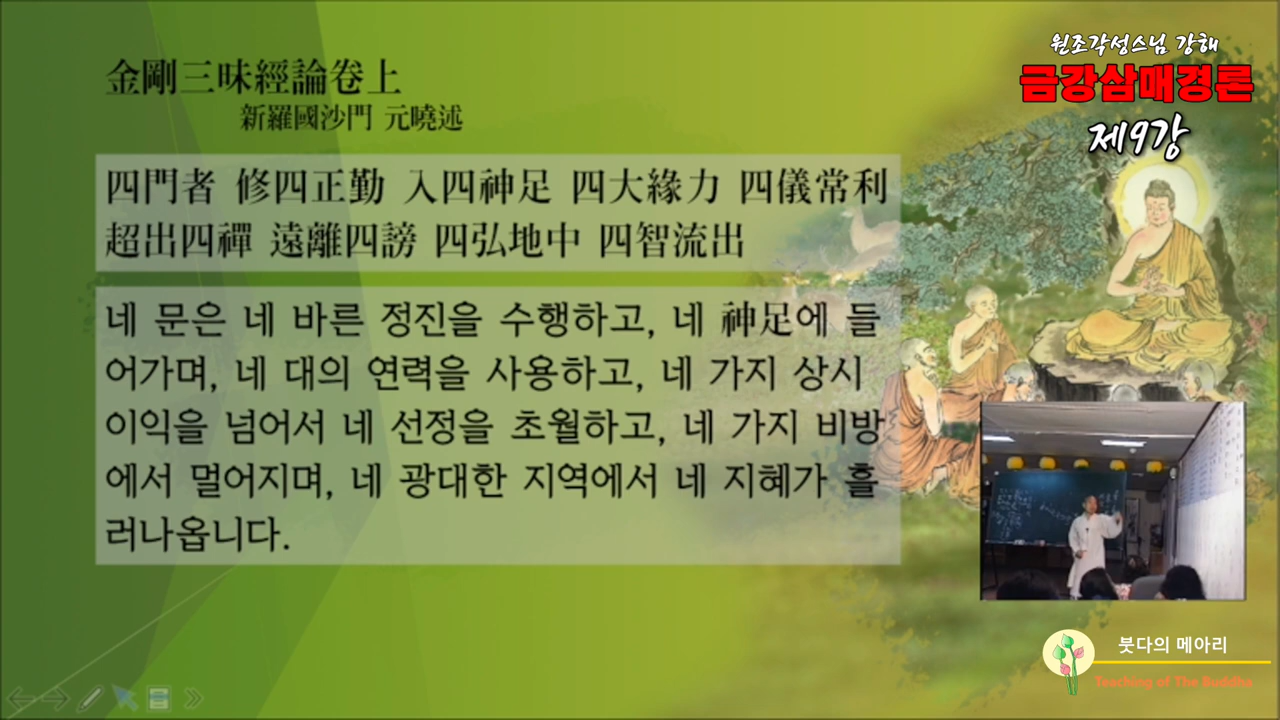 金剛三昧經論卷上
新羅國沙門 元曉述
원조각성스님 강해
금강삼매경론
제9강
四門者 修四正勤 入四神足 四大緣力 四儀常利
超出四禪 遠離四謗 四弘地中 四智流出
네 문은 네 바른 정진을 수행하고, 네 神足에 들
어가며, 네 대의 연력을 사용하고, 네 가지 상시
이익을 넘어서 네 선정을 초월하고, 네 가지 비방
에서 멀어지며, 네 광대한 지역에서 네 지혜가 흘
러나옵니다.
붓다의 메아리
Teaching of The Buddha